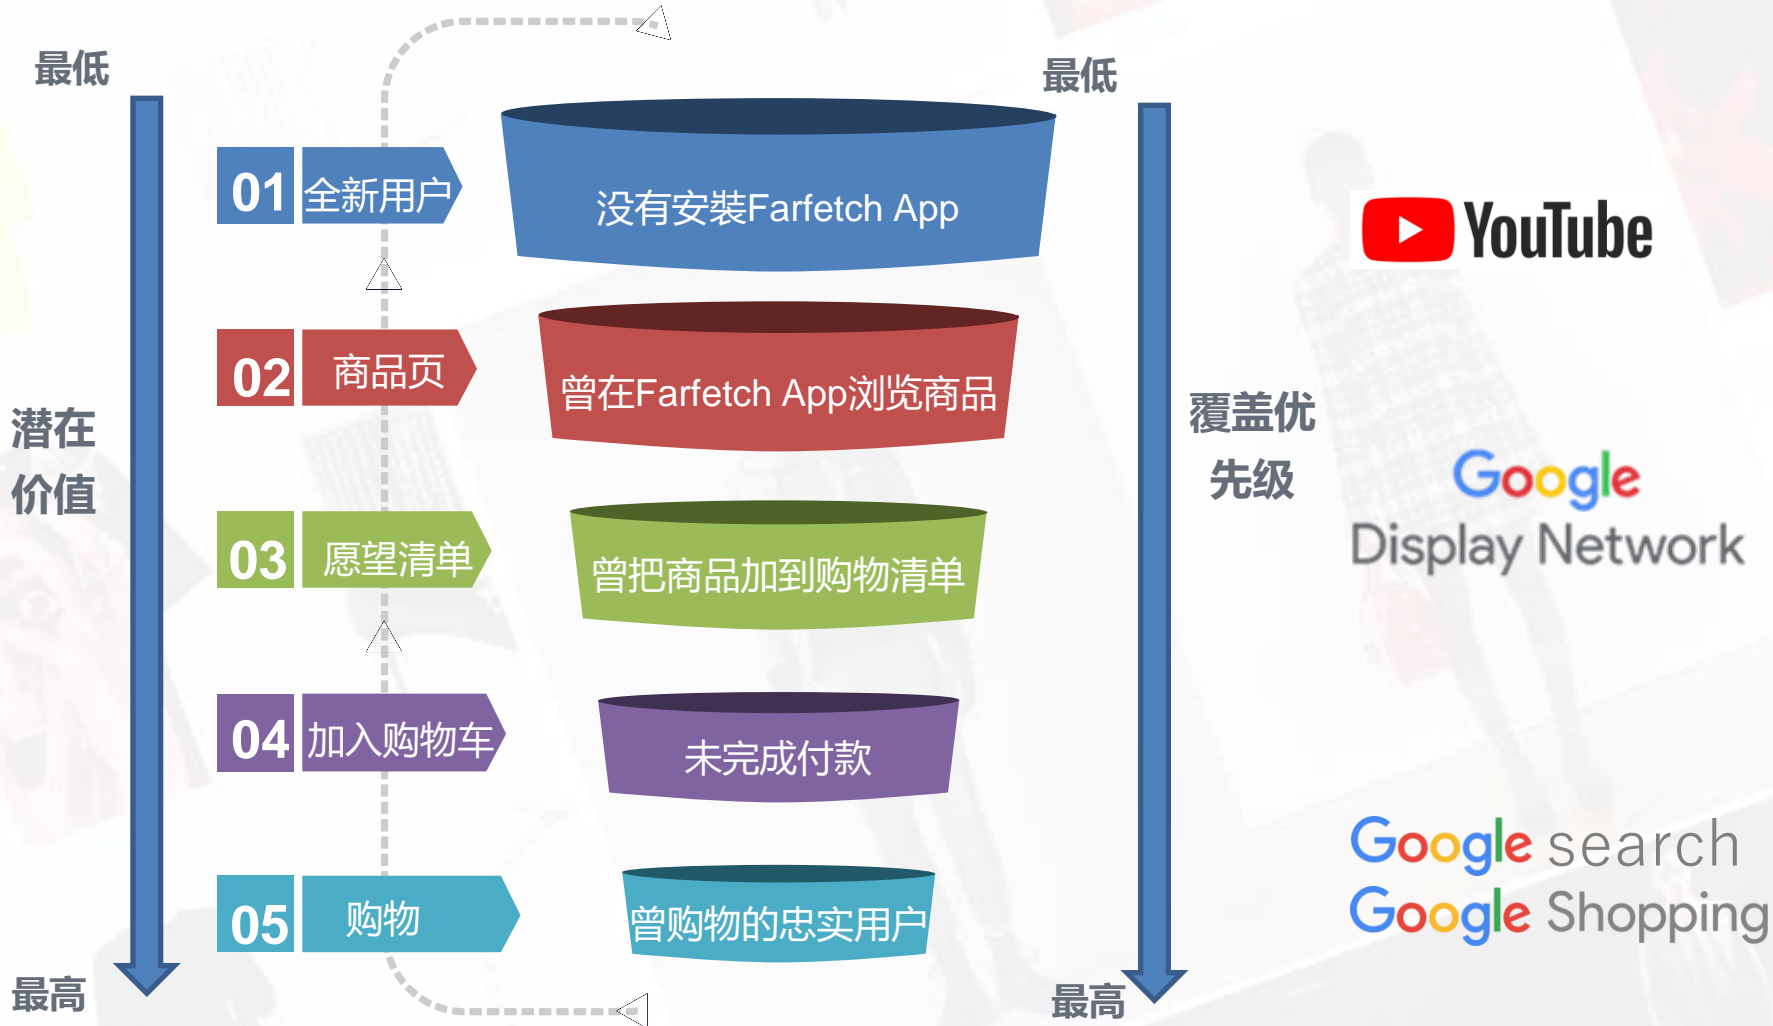 最低
最低
01 全新用户
没有安裝Farfetch App
YouTube
02 商品页
曾在Farfetch App浏览商品
潜在
价值
覆盖优
先级
Google
Display Network
03 愿望清单
曾把商品加到购物清单
04 加入购物车
未完成付款
Google search
Google Shopping
05 购物
曾购物的忠实用户
最高
最高